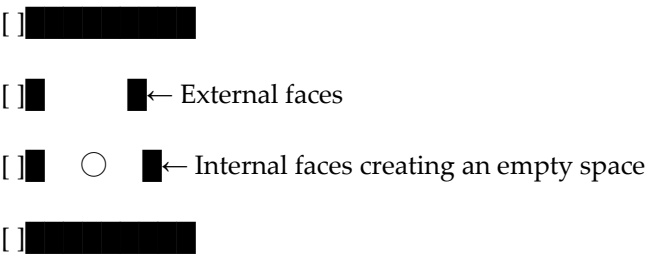 [ ]██████████
[ ]█ █← External faces
[ ]█ ○ █← Internal faces creating an empty space
[ ]██████████